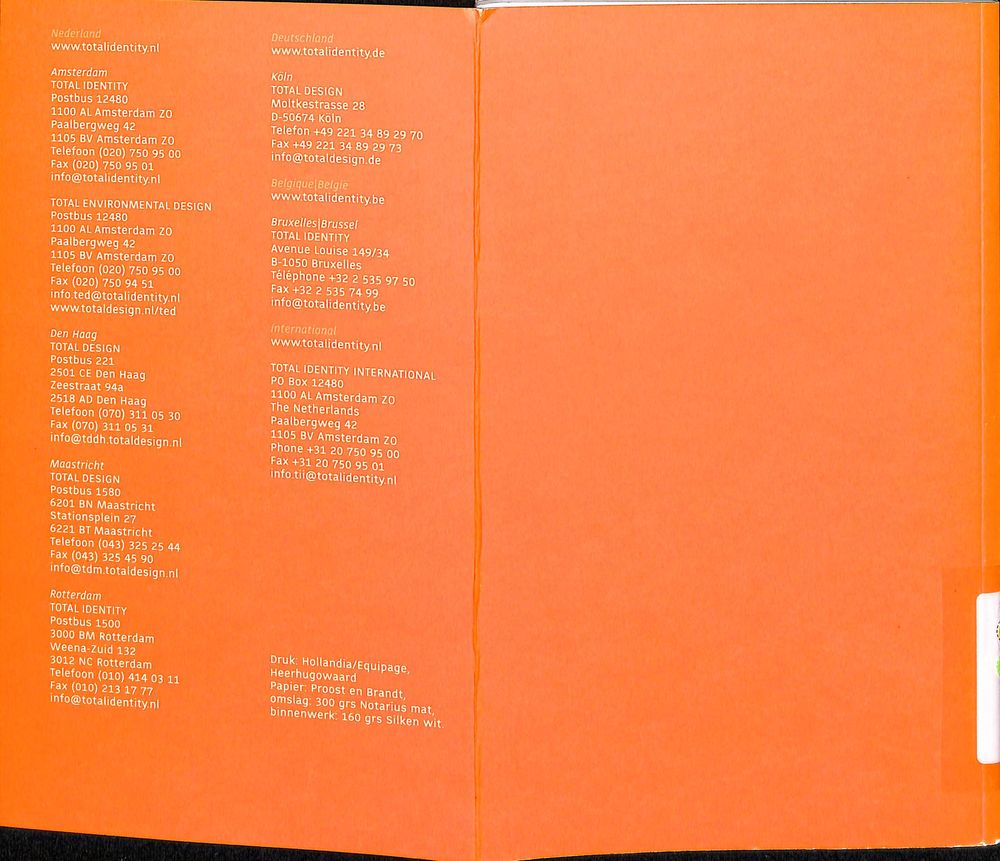 Nederland
www.totalidentity.nl
Amsterdam
TOTAL IDENTITY
Postbus 12480
1100 AL Amsterdam ZO
Paalbergweg 42
1105 BV Amsterdam ZO
Telefoon (020) 750 95 00
Fax (020) 750 95 01
info@totalidentity.nl
TOTAL ENVIRONMENTAL DESIGN
Postbus 12480
1100 AL Amsterdam ZO
Paalbergweg 42
1105 BV Amsterdam ZO
Telefoon (020) 750 95 00
Fax (020) 750 94 51
info.ted@totalidentity.nl
www.totaldesign.nl/ted
Den Haag
TOTAL DESIGN
Postbus 221
2501 CE Den Haag
Zeestraat 94a
2518 AD Den Haag
Telefoon (070) 311 05 30
Fax (070) 311 05 31
info@tddh.totaldesign.nl
Maastricht
TOTAL DESIGN
Postbus 1580
6201 BN Maastricht
Stationsplein 27
6221 BT Maastricht
Telefoon (043) 325 25 44
Fax (043) 325 45 90
info@tdm.totaldesign.nl
Rotterdam
TOTAL IDENTITY
Postbus 1500
3000 BM Rotterdam
Weena-Zuid 132
3012 NC Rotterdam
Telefoon (010) 414 03 11
Fax (010) 213 17 77
info@totalidentity.nl
Deutschland
www.totalidentity.de
Köln
TOTAL DESIGN
Moltkestrasse 28
D-50674 Köln
Telefon +49 221 34 89 29 70
Fax +49 221 34 89 29 73
info@totaldesign.de
Belgique|België
www.totalidentity.be
Bruxelles|Brussel
TOTAL IDENTITY
Avenue Louise 149/34
B-1050 Bruxelles
Téléphone +32 2 535 97 50
Fax +32 2 535 74 99
info@totalidentity.be
International
www.totalidentity.nl
TOTAL IDENTITY INTERNATIONAL
PO Box 12480
1100 AL Amsterdam ZO
The Netherlands
Paalbergweg 42
1105 BV Amsterdam ZO
Phone +31 20 750 95 00
Fax +31 20 750 95 01
info.tii@totalidentity.nl
Druk: Hollandia/Equipage,
Heerhugowaard
Papier: Proost en Brandt,
omslag: 300 grs Notarius mat,
binnenwerk: 160 grs Silken wit.